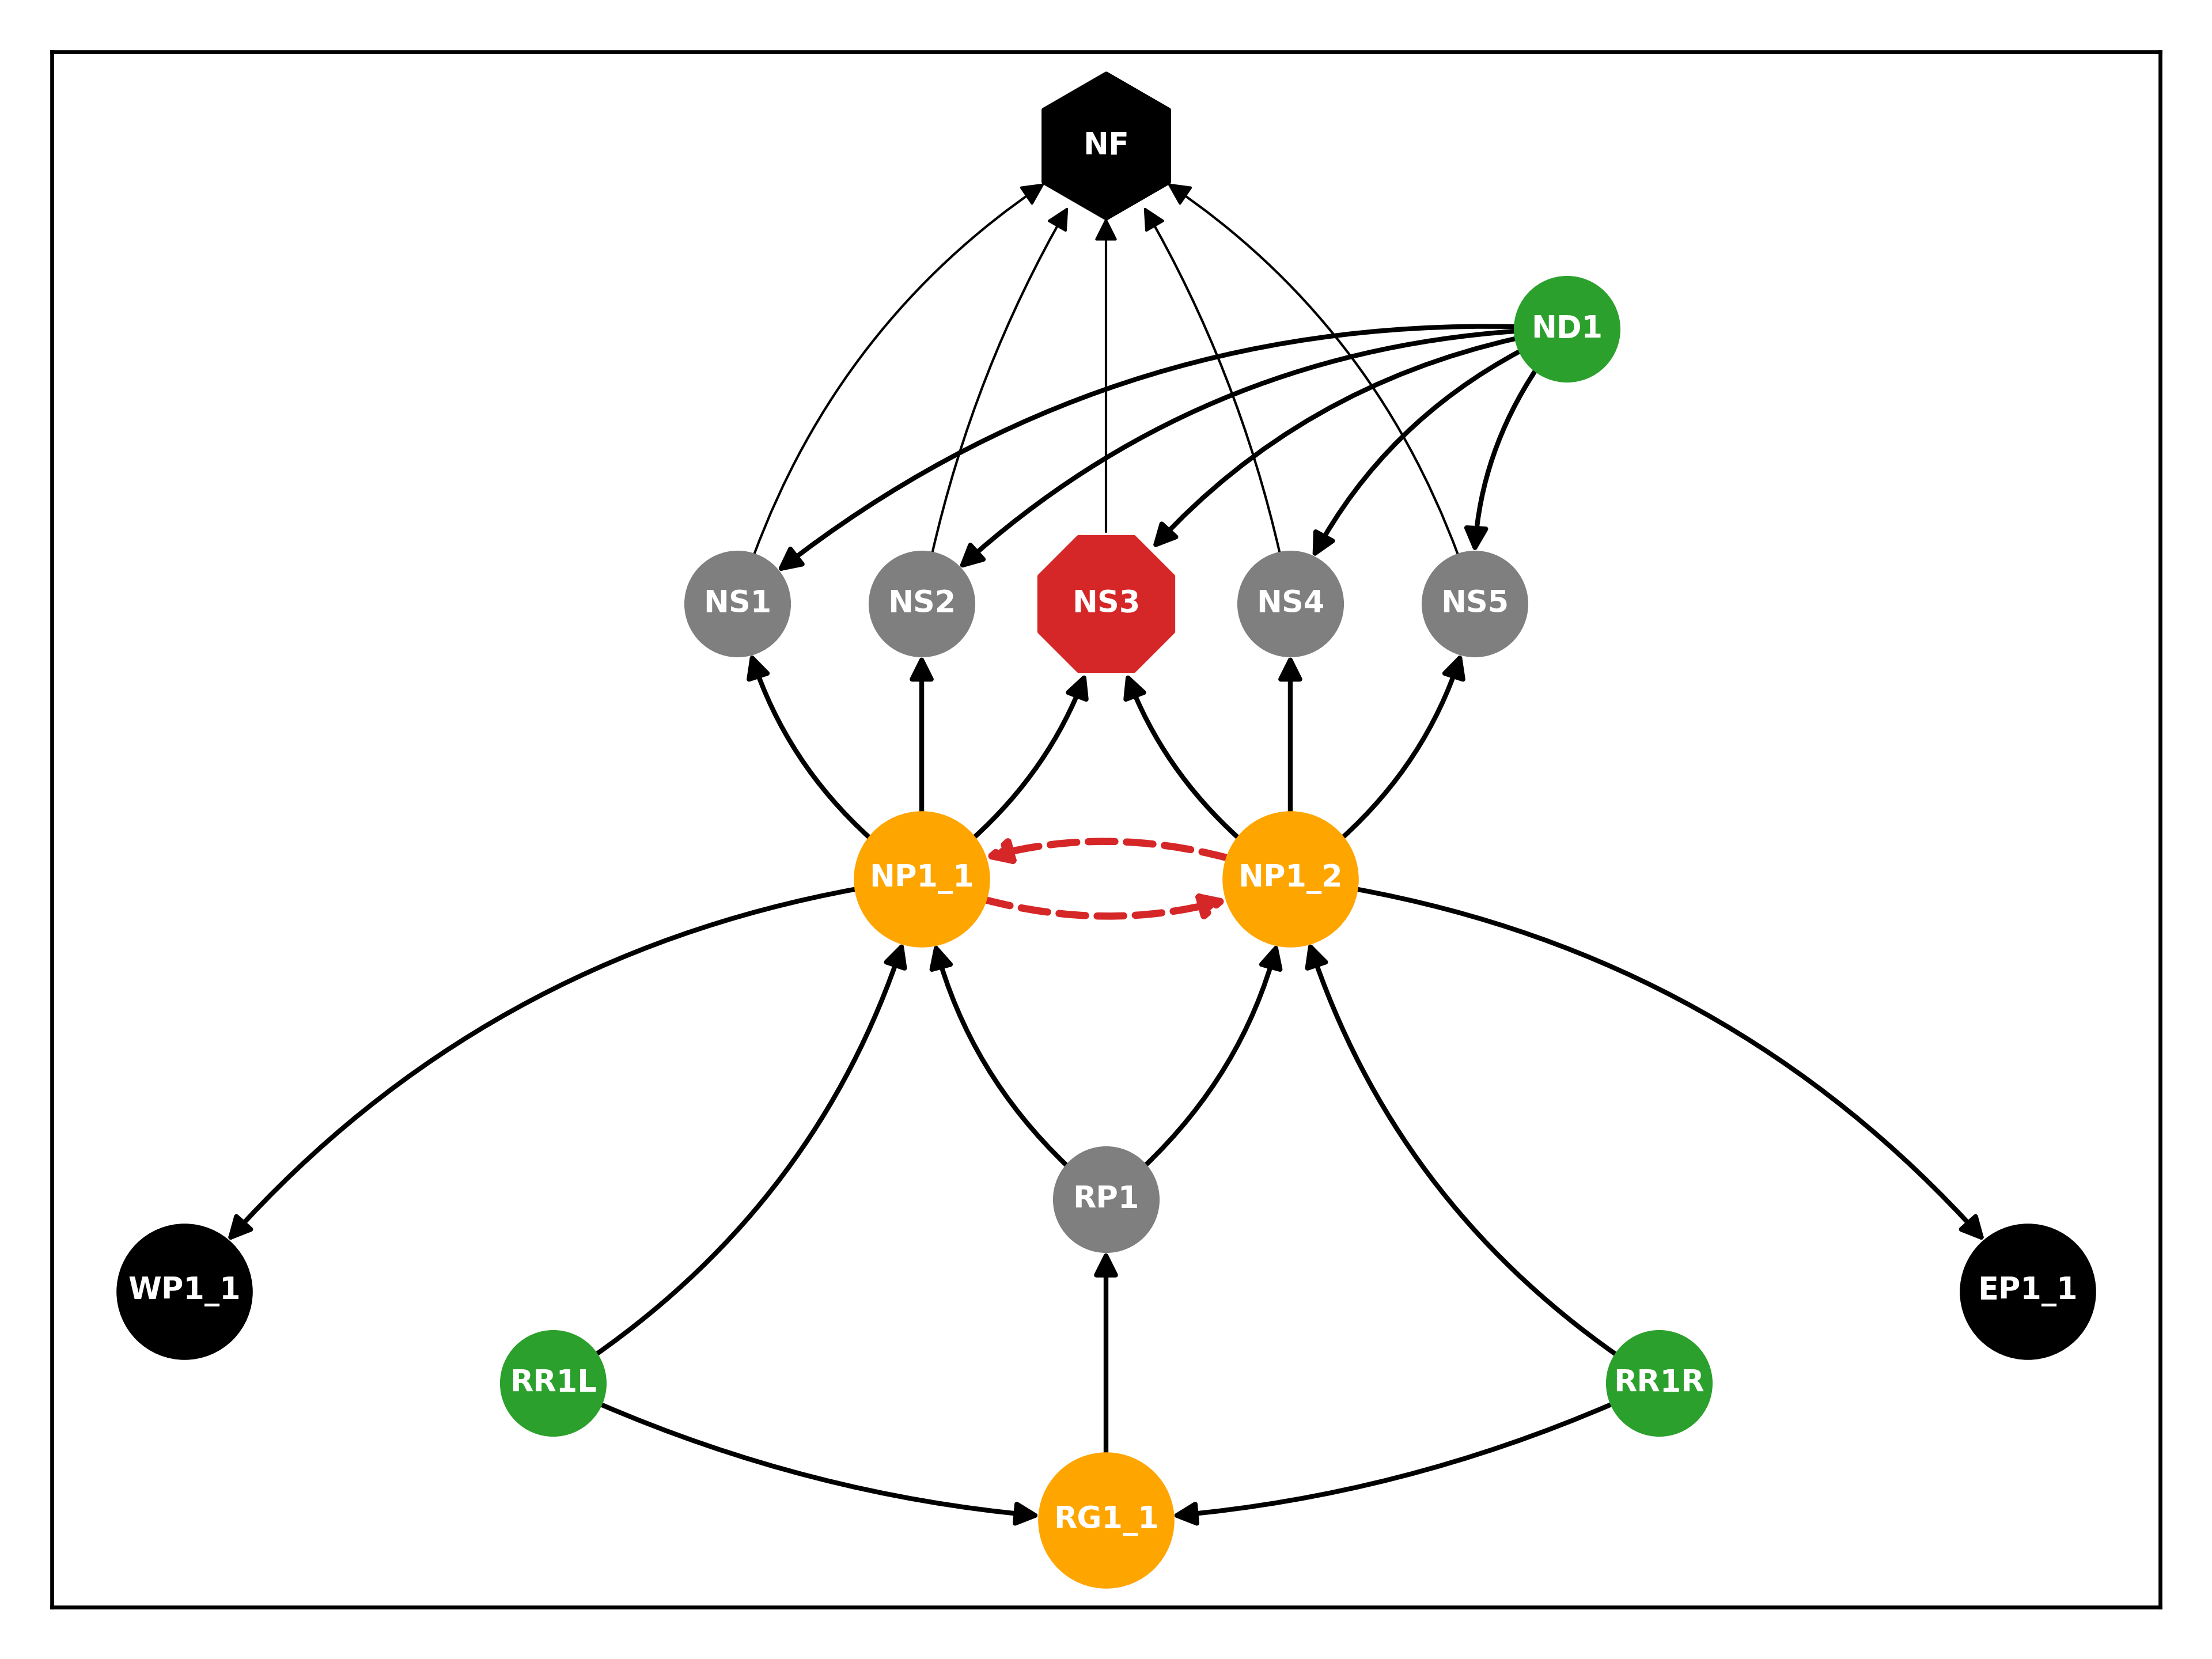 NF
ND1
NS1
NS2
NS3
NS4
NS5
NP1_1
NP1_2
RP1
WP1_1
EP1_1
RR1L
RR1R
RG1_1